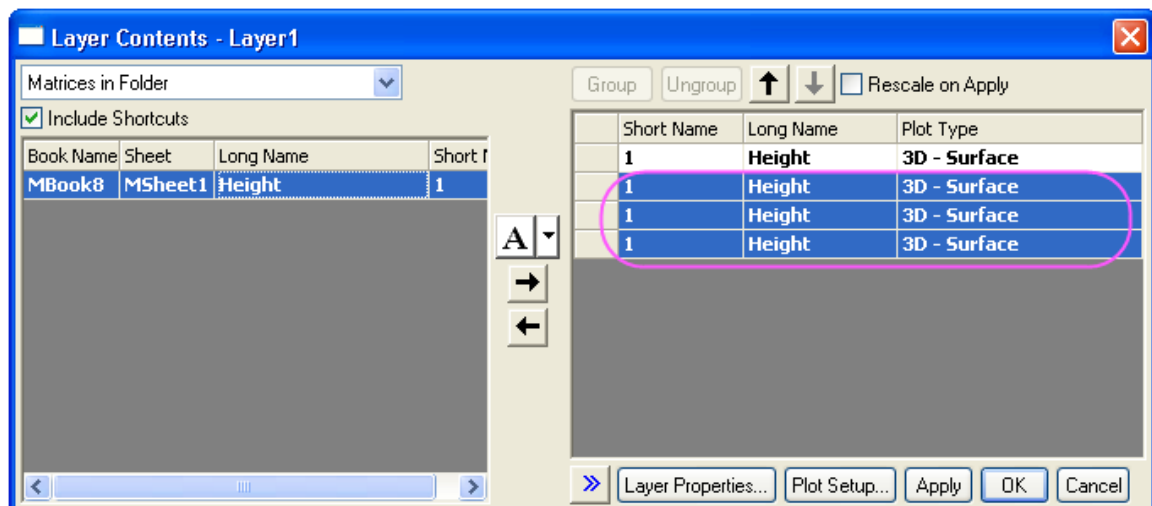 Layer Contents - Layer1
Matrices in Folder
Include Shortcuts
Book Name Sheet Long Name Short
MBook8 MSheet1 Height 1
A
Group Ungroup Rescale on Apply
Short Name Long Name Plot Type
1 Height 3D - Surface
1 Height 3D - Surface
1 Height 3D - Surface
1 Height 3D - Surface
Layer Properties... Plot Setup... Apply OK Cancel